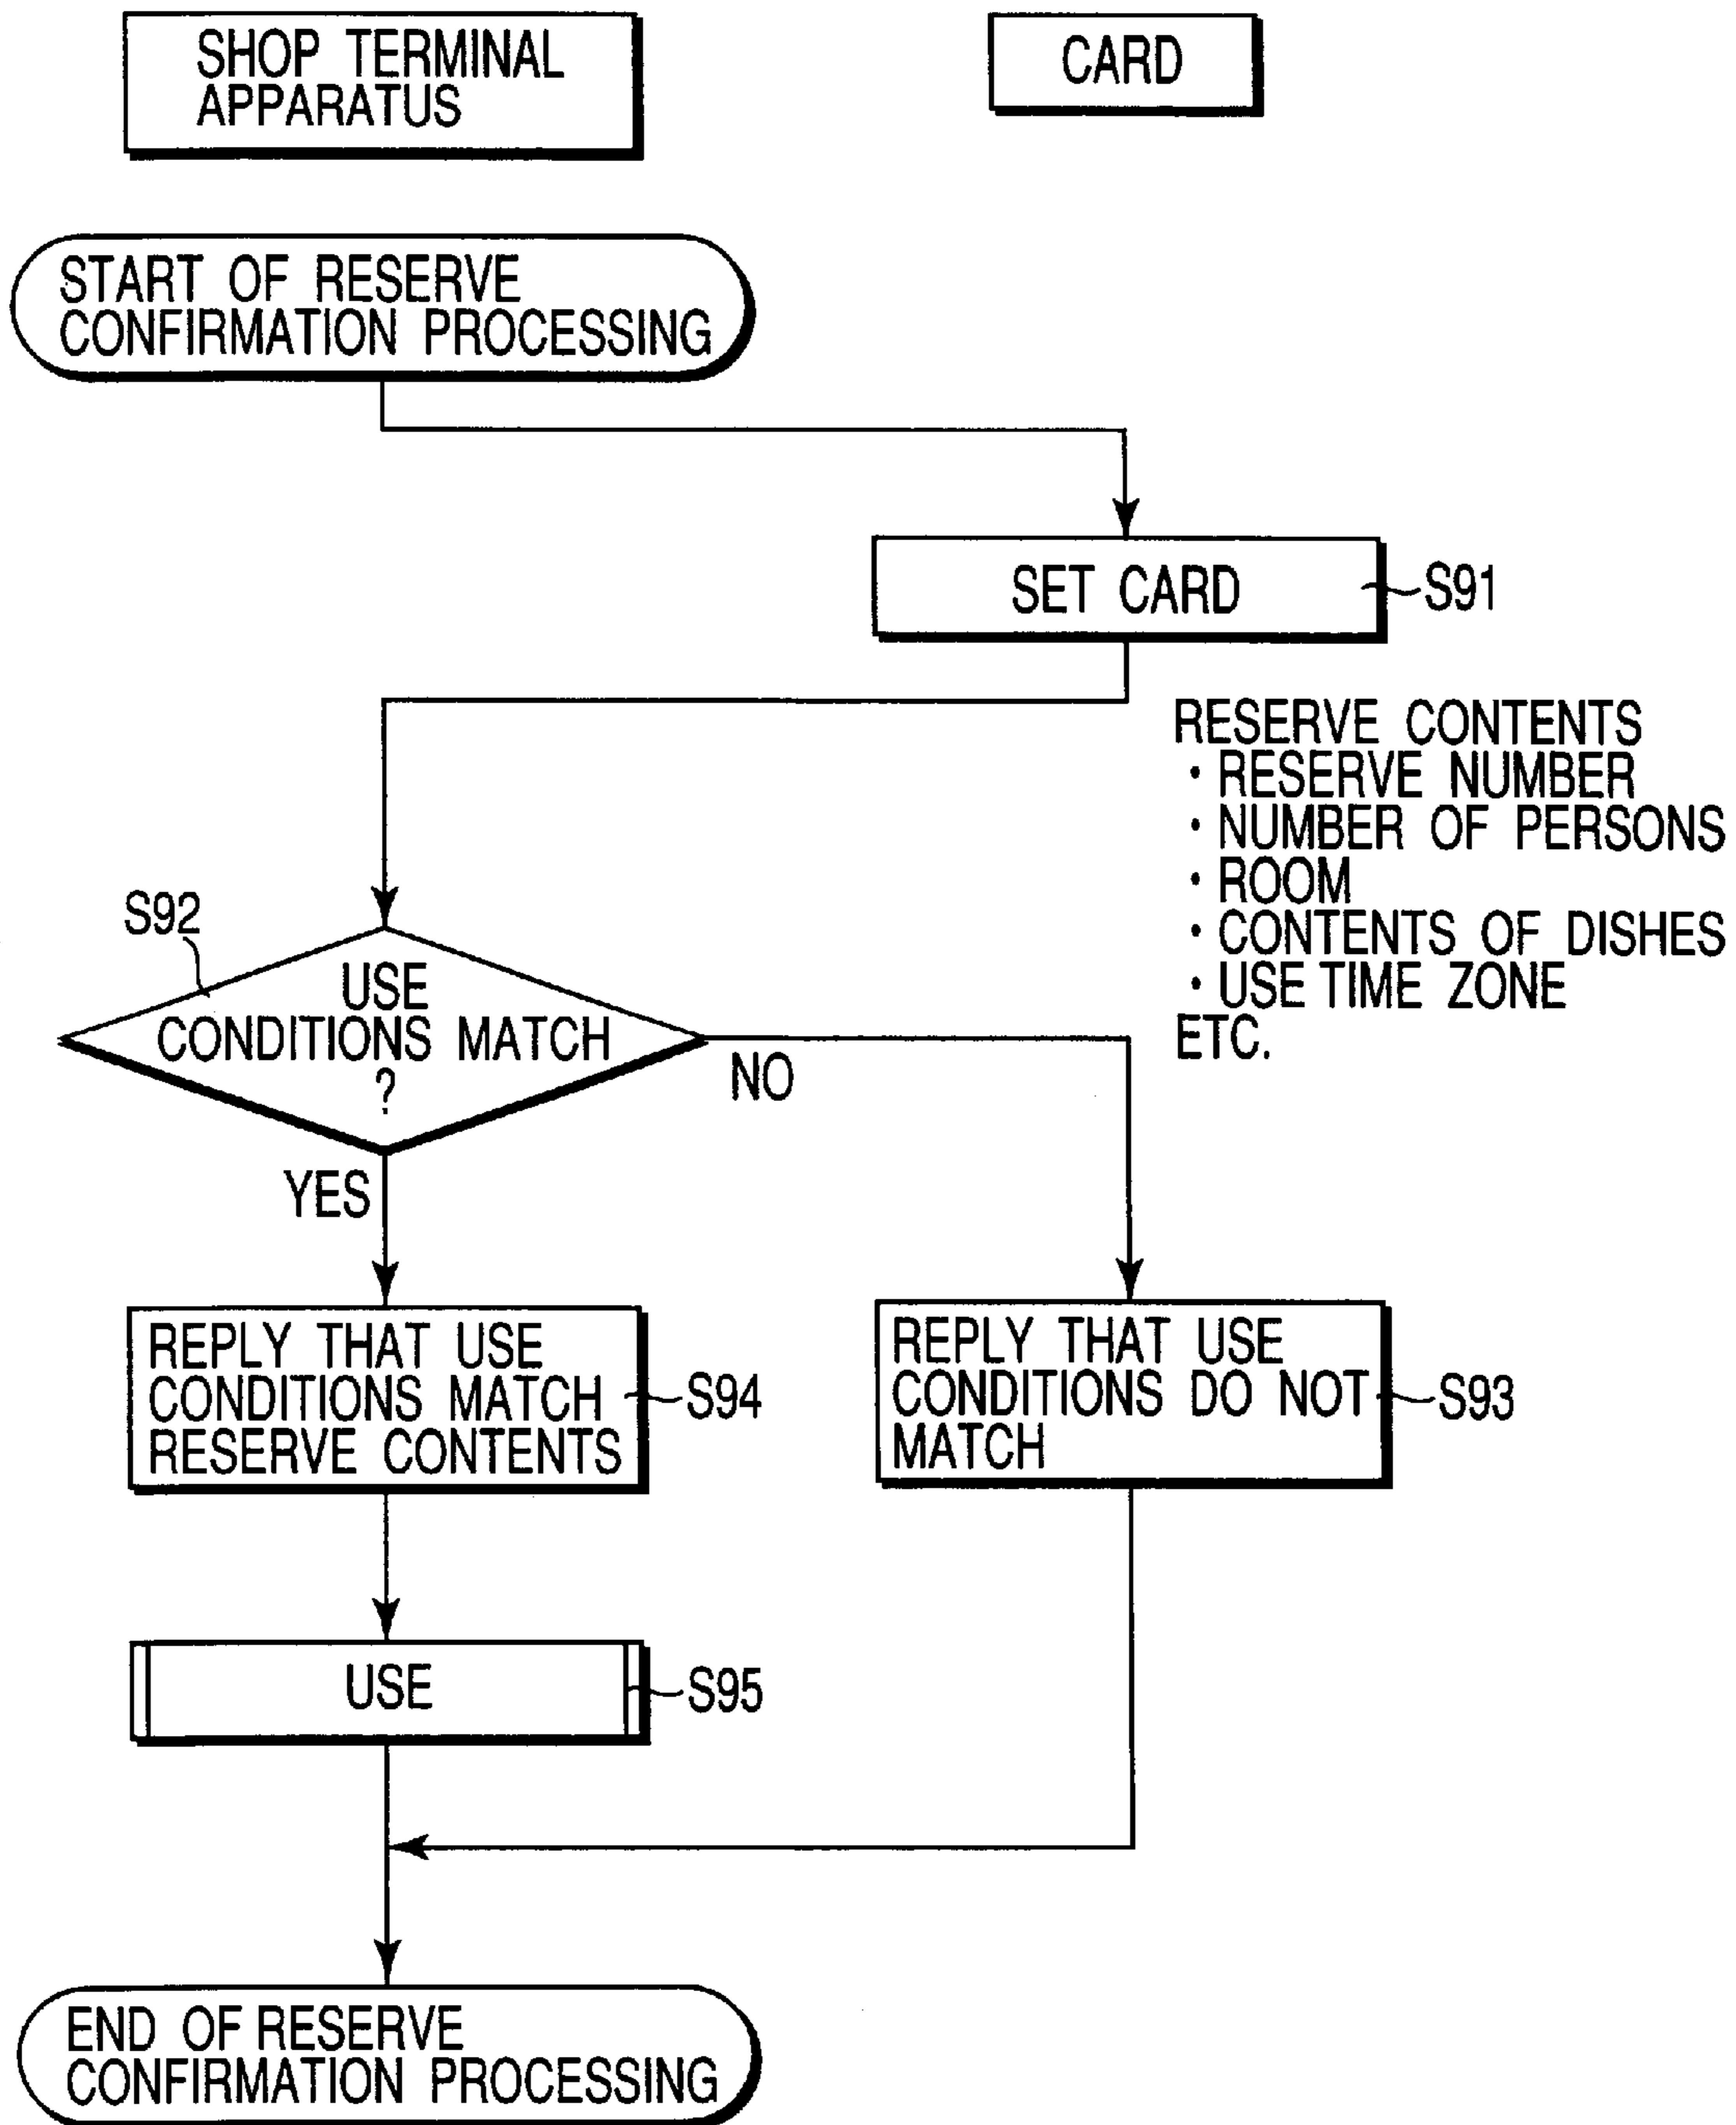 SHOP TERMINAL
APPARATUS
CARD
START OF RESERVE
CONFIRMATION PROCESSING
SET CARD
S91
RESERVE CONTENTS
・RESERVE NUMBER
・NUMBER OF PERSONS
・ROOM
・CONTENTS OF DISHES
・USE TIME ZONE
ETC.
S92
USE
CONDITIONS MATCH
?
NO
YES
REPLY THAT USE
CONDITIONS MATCH
RESERVE CONTENTS
S94
REPLY THAT USE
CONDITIONS DO NOT
MATCH
S93
USE
S95
END OF RESERVE
CONFIRMATION PROCESSING